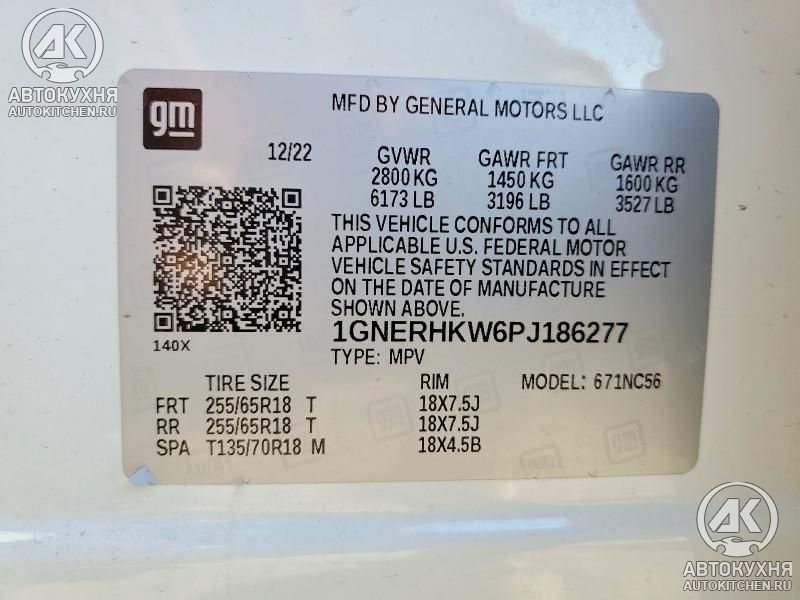 АК
АВТОКУХНЯ
AUTOKITCHEN.RU
gm
MFD BY GENERAL MOTORS LLC
12/22
GVWR GAWR FRT GAWR RR
2800 KG 1450 KG 1600 KG
6173 LB 3196 LB 3527 LB
THIS VEHICLE CONFORMS TO ALL
APPLICABLE U.S. FEDERAL MOTOR
VEHICLE SAFETY STANDARDS IN EFFECT
ON THE DATE OF MANUFACTURE
SHOWN ABOVE.
140X
1GNERHKW6PJ186277
TYPE: MPV
TIRE SIZE RIM MODEL: 671NC56
FRT 255/65R18 T 18X7.5J
RR 255/65R18 T 18X7.5J
SPA T135/70R18 M 18X4.5B
gm
АК
АВТОКУХНЯ
AUTOKITCHEN.RU